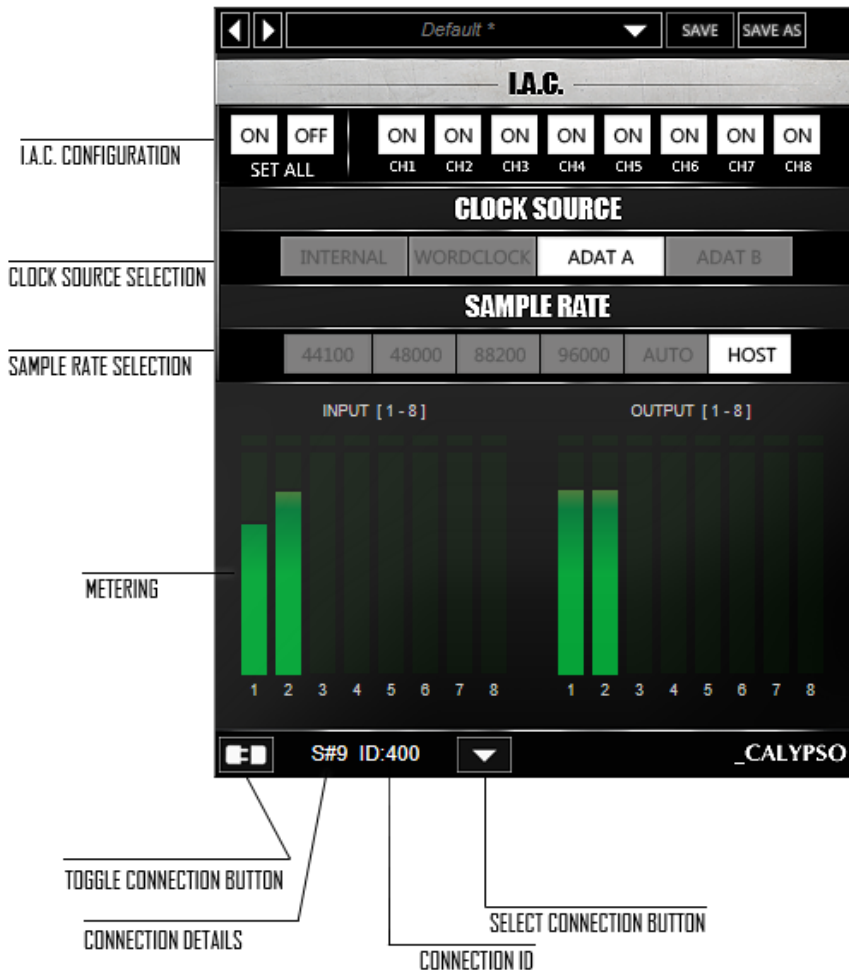 Default *
SAVE
SAVE AS
I.A.C.
I.A.C. CONFIGURATION
ON OFF ON ON ON ON ON ON ON ON
SET ALL CH1 CH2 CH3 CH4 CH5 CH6 CH7 CH8
CLOCK SOURCE
CLOCK SOURCE SELECTION
INTERNAL WORDCLOCK ADAT A ADAT B
SAMPLE RATE
SAMPLE RATE SELECTION
44100 48000 88200 96000 AUTO HOST
INPUT [ 1 - 8 ] OUTPUT [ 1 - 8 ]
METERING
1 2 3 4 5 6 7 8 1 2 3 4 5 6 7 8
S#9 ID:400
_CALYPSO
TOGGLE CONNECTION BUTTON
CONNECTION DETAILS
SELECT CONNECTION BUTTON
CONNECTION ID